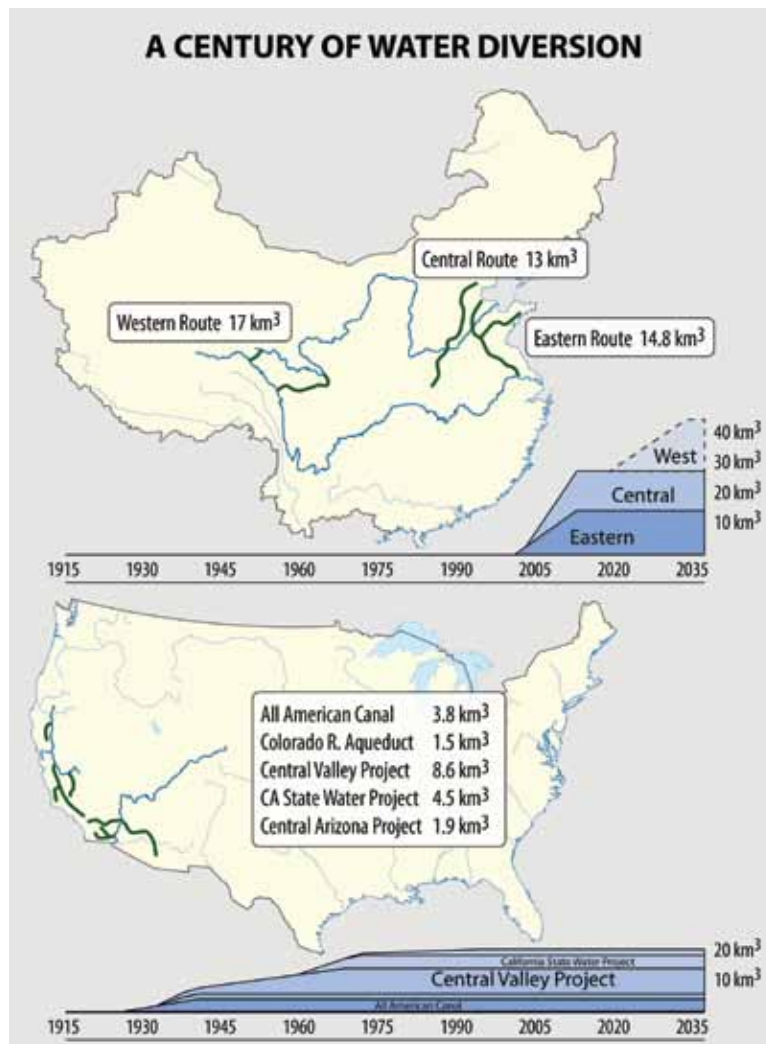 A CENTURY OF WATER DIVERSION
Central Route 13 km³
Western Route 17 km³
Eastern Route 14.8 km³
40 km³
West
30 km³
Central
20 km³
10 km³
Eastern
1915 1930 1945 1960 1975 1990 2005 2020 2035
All American Canal 3.8 km³
Colorado R. Aqueduct 1.5 km³
Central Valley Project 8.6 km³
CA State Water Project 4.5 km³
Central Arizona Project 1.9 km³
20 km³
California State Water Project
Central Valley Project
10 km³
All American Canal
1915 1930 1945 1960 1975 1990 2005 2020 2035